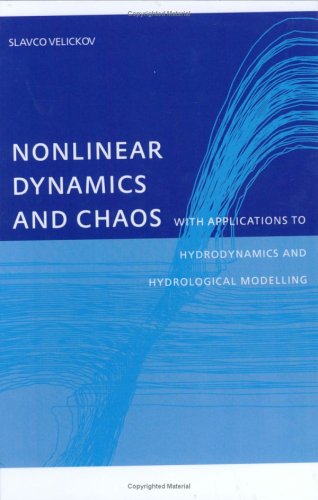 Copyrighted Material
SLAVCO VELICKOV
NONLINEAR
DYNAMICS
AND CHAOS WITH APPLICATIONS TO
HYDRODYNAMICS AND
HYDROLOGICAL MODELLING
Copyrighted Material